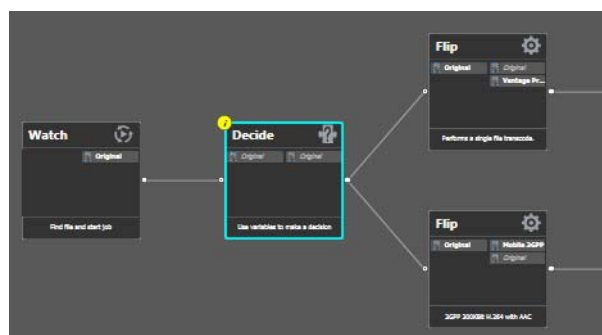 Watch
Original
Find file and start job
i
Decide
Original
Original
Use variables to make a decision
Flip
Original
Original
Vantage Pr...
Performs a single file transcode.
Flip
Original
Mobile 3GPP
Original
3GPP 300KBit H.264 with AAC